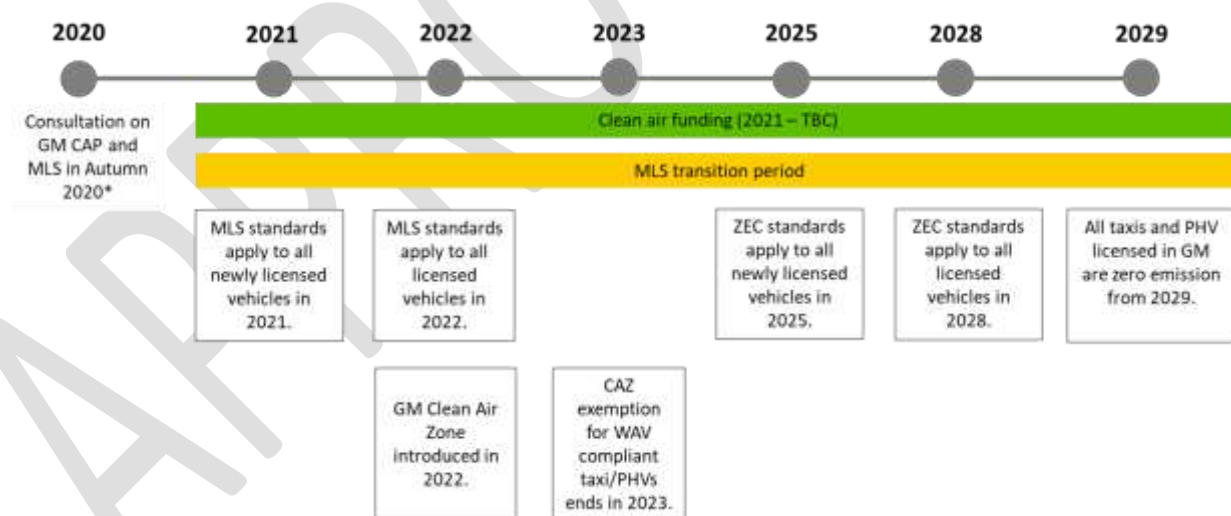 2020 2021 2022 2023 2025 2028 2029
Consultation on
GM CAP and
MLS in Autumn
2020*
Clean air funding (2021 – TBC)
MLS transition period
MLS standards
apply to all
newly licensed
vehicles in
2021.
MLS standards
apply to all
licensed
vehicles in
2022.
ZEC standards
apply to all
newly licensed
vehicles in
2025.
ZEC standards
apply to all
licensed
vehicles in
2028.
All taxis and PHV
licensed in GM
are zero emission
from 2029.
GM Clean Air
Zone
introduced in
2022.
CAZ
exemption
for WAV
compliant
taxi/PHVs
ends in 2023.
APPRO